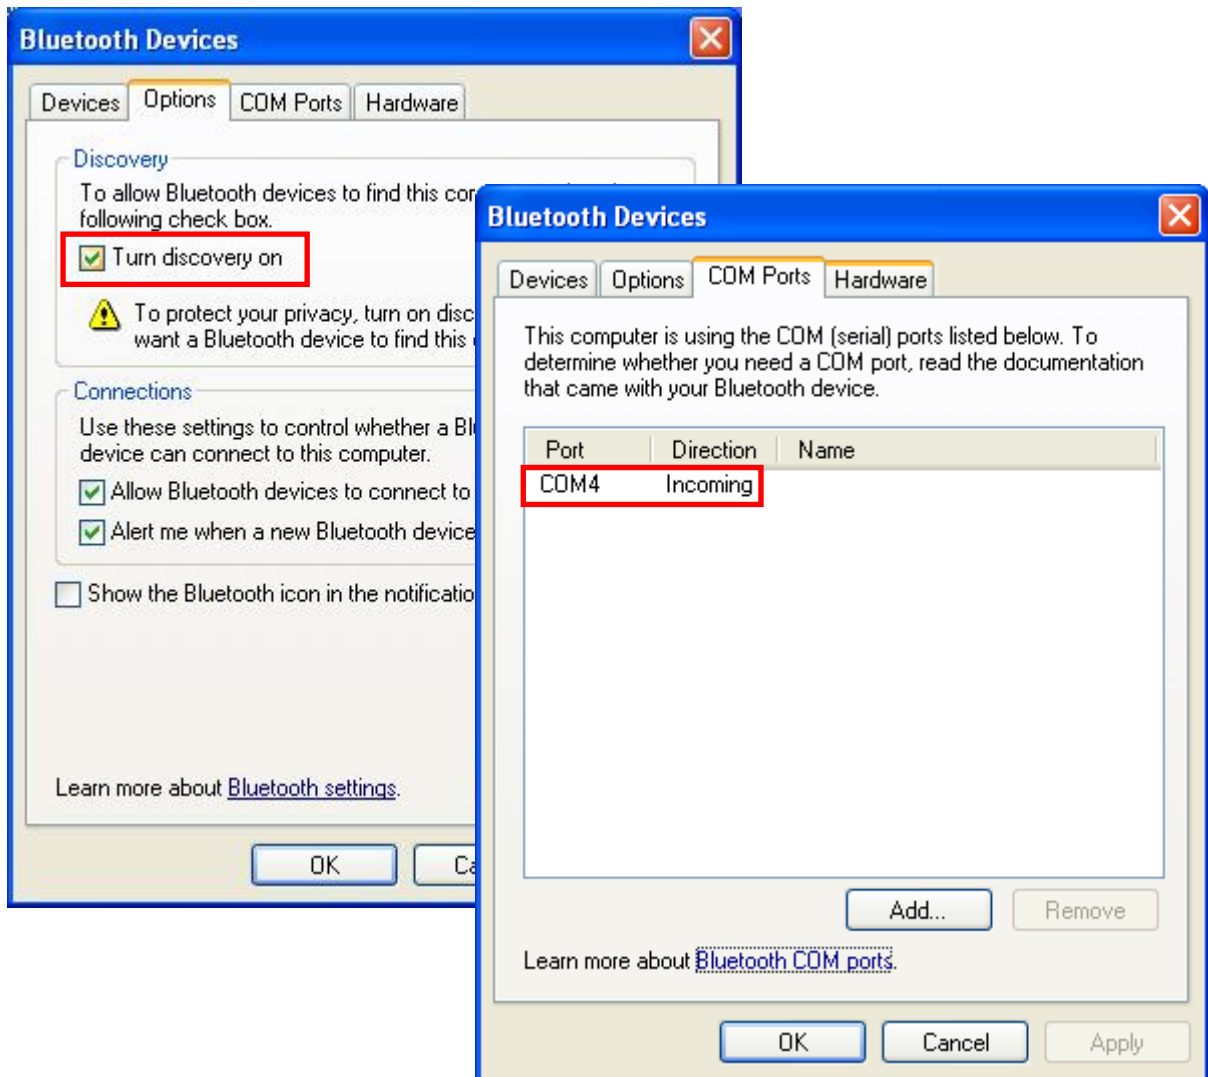 Bluetooth Devices
Devices Options COM Ports Hardware
Discovery
To allow Bluetooth devices to find this
following check box.
Turn discovery on
To protect your privacy, turn on
want a Bluetooth device to find this
Connections
Use these settings to control whether a
device can connect to this computer.
Allow Bluetooth devices to connect to
Alert me when a new Bluetooth device
Show the Bluetooth icon in the
Learn more about Bluetooth settings.
OK
Bluetooth Devices
Devices Options COM Ports Hardware
This computer is using the COM (serial) ports listed below. To
determine whether you need a COM port, read the documentation
that came with your Bluetooth device.
Port Direction Name
COM4 Incoming
Add... Remove
Learn more about Bluetooth COM ports.
OK Cancel Apply